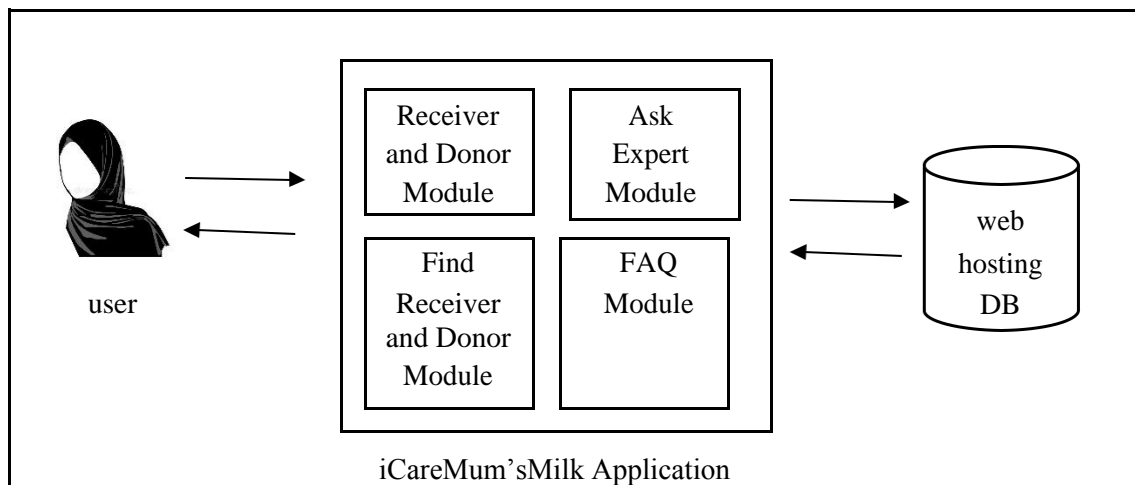 Receiver
and Donor
Module
Ask
Expert
Module
Find
Receiver
and Donor
Module
FAQ
Module
user
web
hosting
DB
iCareMum’sMilk Application